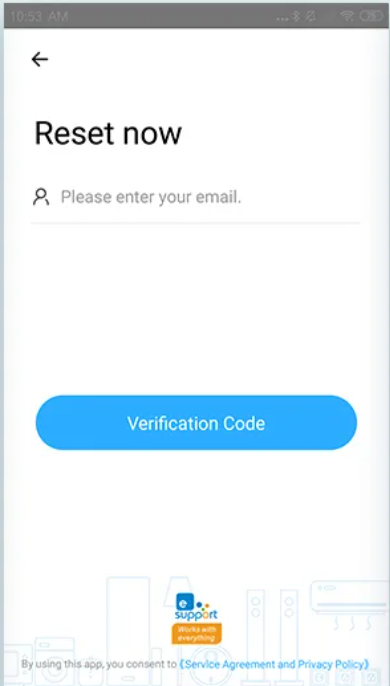 10:53 AM
Reset now
Please enter your email.
Verification Code
e
support
Works with
everything
By using this app, you consent to 《Service Agreement and Privacy Policy》